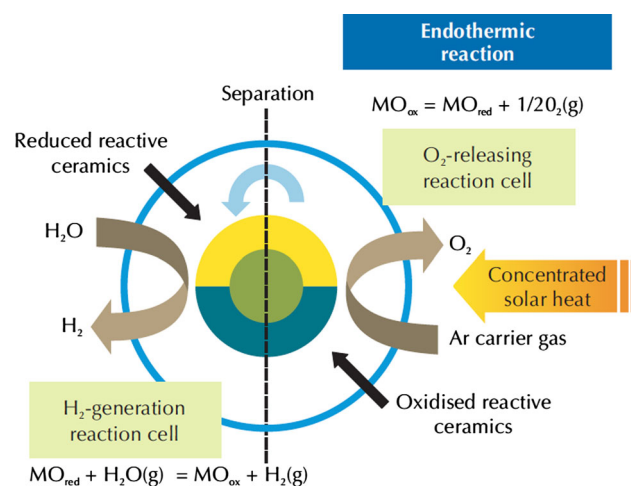 Endothermic
reaction
Separation
MOox = MOred + 1/2O2(g)
Reduced reactive
ceramics
O2-releasing
reaction cell
H2O
O2
Concentrated
solar heat
H2
Ar carrier gas
H2-generation
reaction cell
Oxidised reactive
ceramics
MOred + H2O(g) = MOox + H2(g)